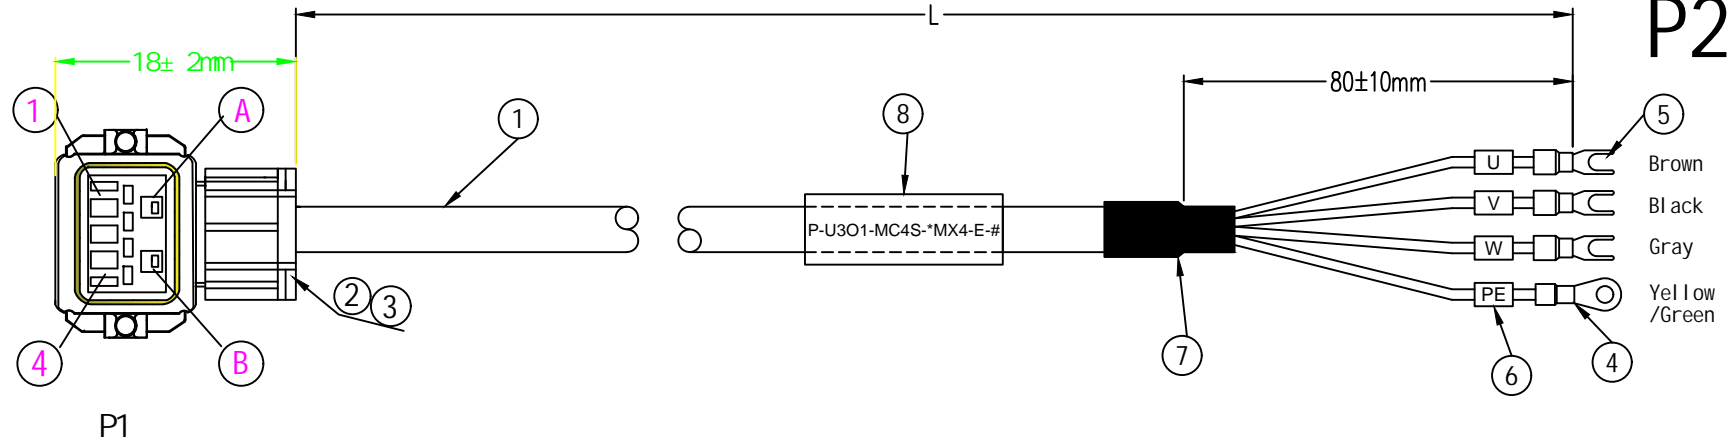 L
P2
18± 2mm
80±10mm
1
A
1
8
5
U
Brown
V
Black
P-U3O1-MC4S-*MX4-E-#
W
Gray
2
3
PE
Yellow
/Green
4
B
7
6
4
P1